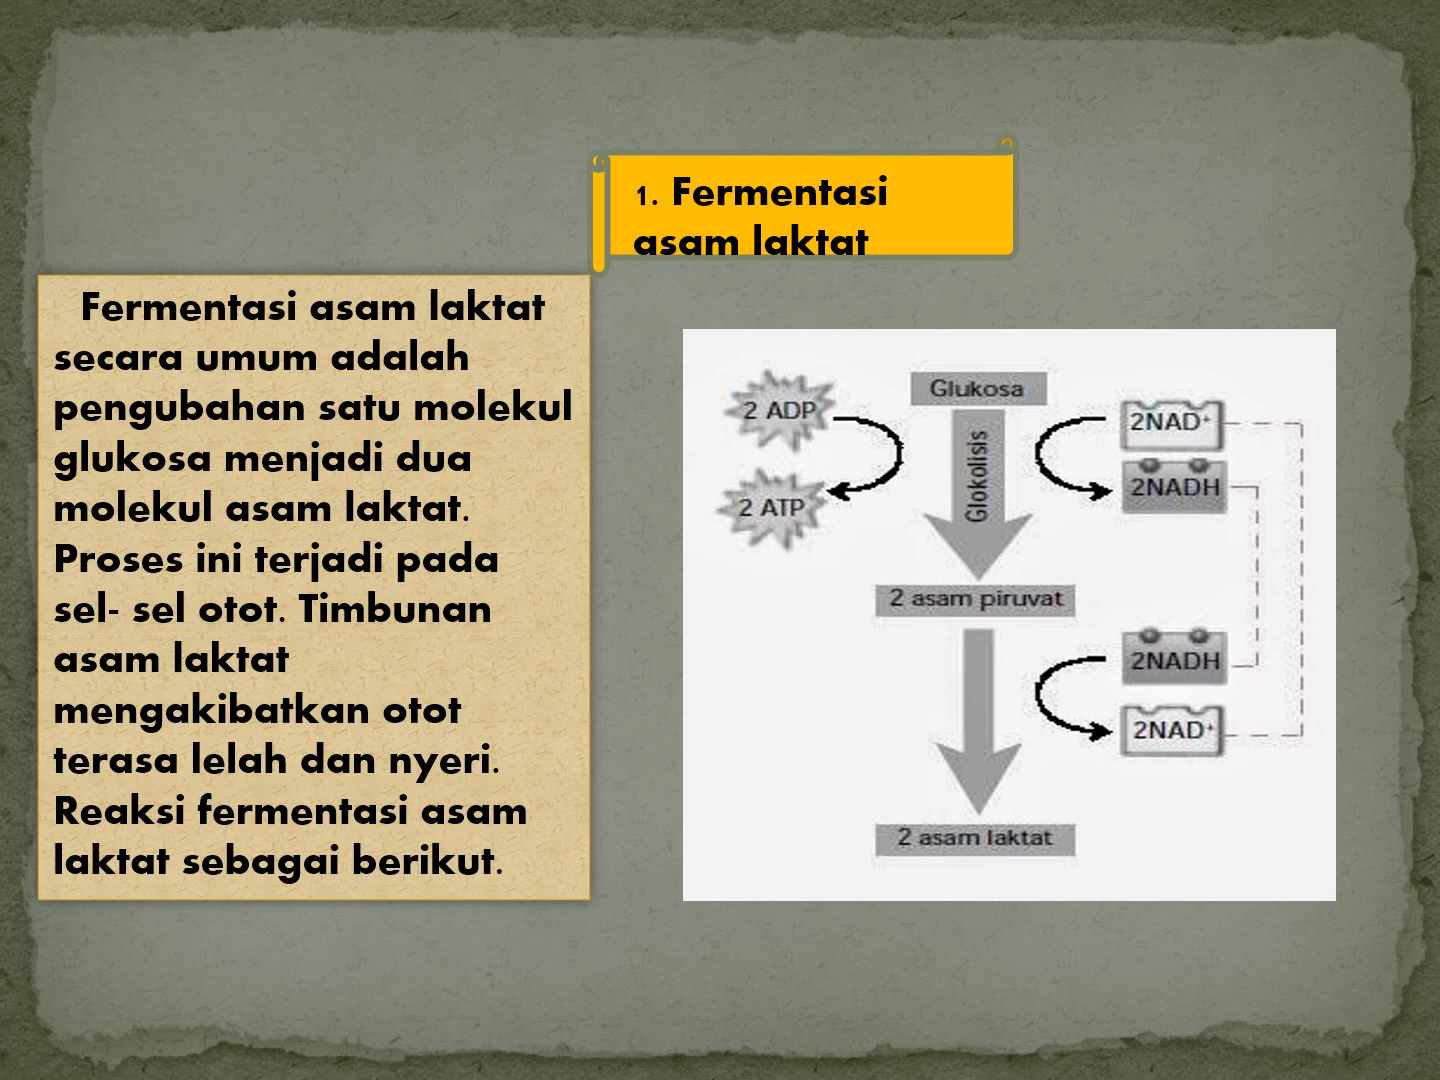 1. Fermentasi
asam laktat
Fermentasi asam laktat
secara umum adalah
pengubahan satu molekul
glukosa menjadi dua
molekul asam laktat.
Proses ini terjadi pada
sel- sel otot. Timbunan
asam laktat
mengakibatkan otot
terasa lelah dan nyeri.
Reaksi fermentasi asam
laktat sebagai berikut.
Glukosa
2 ADP
2NAD⁺
Glokolisis
2NADH
2 ATP
2 asam piruvat
2NADH
2NAD⁺
2 asam laktat